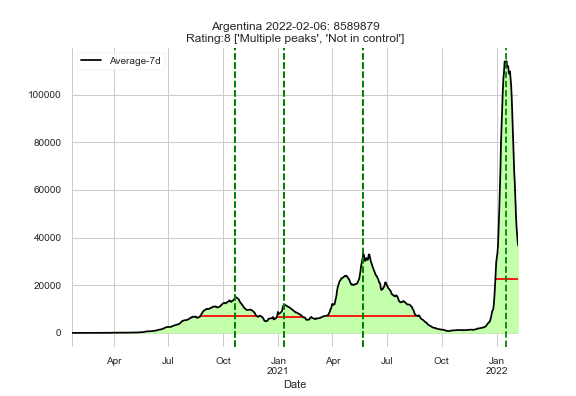 Argentina 2022-02-06: 8589879
Rating:8 ['Multiple peaks', 'Not in control']
Average-7d
100000
80000
60000
40000
20000
0
Apr Jul Oct Jan Apr Jul Oct Jan
2021 2022
Date